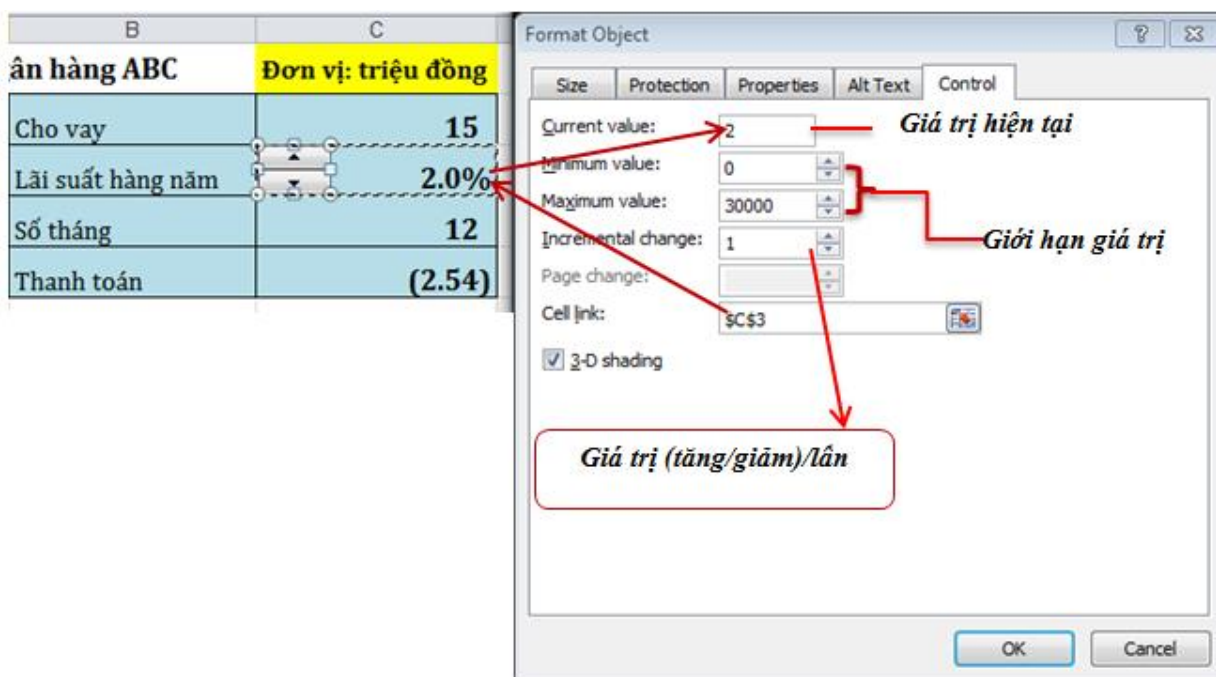 B C
ân hàng ABC Đơn vị: triệu đồng
Cho vay 15
Lãi suất hàng năm 2.0%
Số tháng 12
Thanh toán (2.54)
Format Object
Size Protection Properties Alt Text Control
Current value: 2 Giá trị hiện tại
Minimum value: 0
Maximum value: 30000
Giới hạn giá trị
Incremental change: 1
Page change:
Cell link: $C$3
3-D shading
Giá trị (tăng/giãm)/lần
OK Cancel